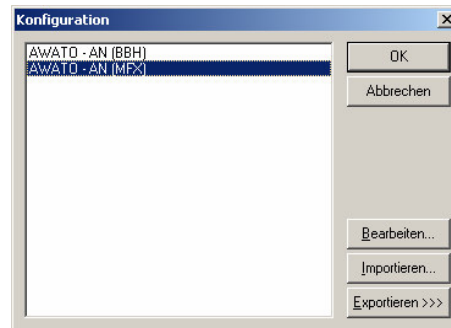 Konfiguration
AWATO - AN (BBH)
AWATO - AN (MFX)
OK
Abbrechen
Bearbeiten...
Importieren...
Exportieren >>>